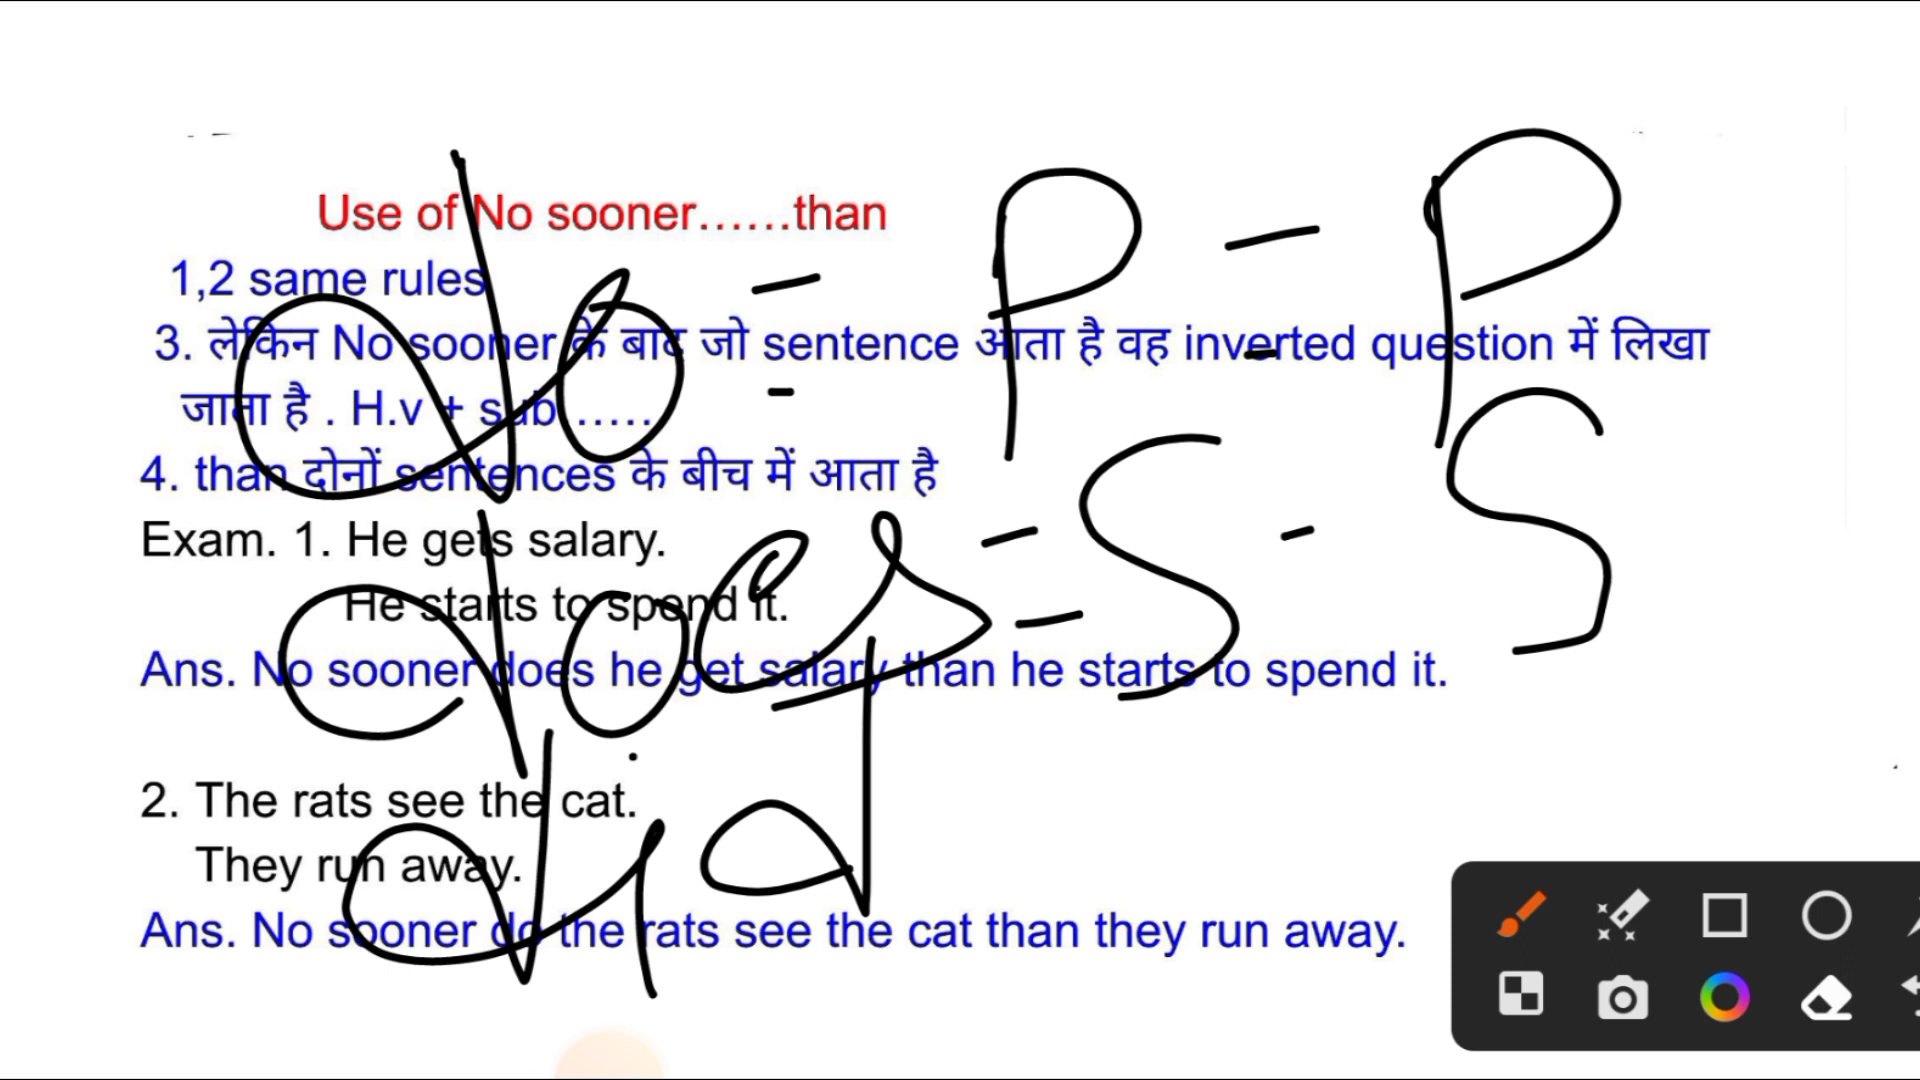 Use of No sooner......than
1,2 same rules
3. लेकिन No sooner के बाद जो sentence आता है वह inverted question में लिखा
जाता है . H.v + sub......
4. than दोनों sentences के बीच में आता है
Exam. 1. He gets salary.
He starts to spend it.
Ans. No sooner does he get salary than he starts to spend it.
2. The rats see the cat.
They run away.
Ans. No sooner do the rats see the cat than they run away.
do - P - P
does - S - S
did